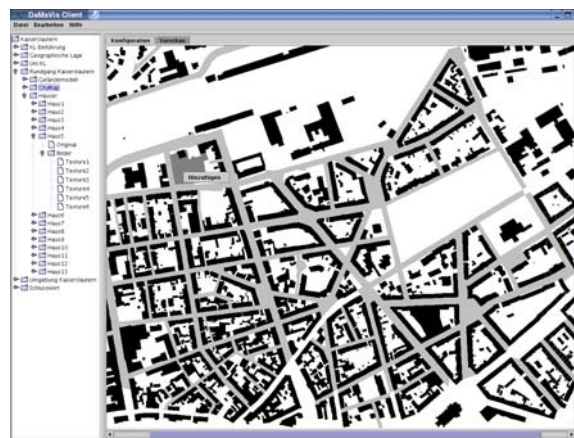 DaMaVis Client
Datei Bearbeiten Hilfe
Konfiguration Vorschau
Kaiserslautern
KL Einführung
Geographische Lage
Uni KL
Rundgang Kaiserslautern
Geländemodell
CityMap
Häuser
Haus1
Haus2
Haus3
Haus4
Haus5
Original
Bilder
Texture1
Texture2
Texture3
Texture4
Texture5
Texture6
Haus6
Haus7
Haus8
Haus9
Haus10
Haus11
Haus12
Haus13
Umgebung Kaiserslautern
Schlusswort
Hinzufügen